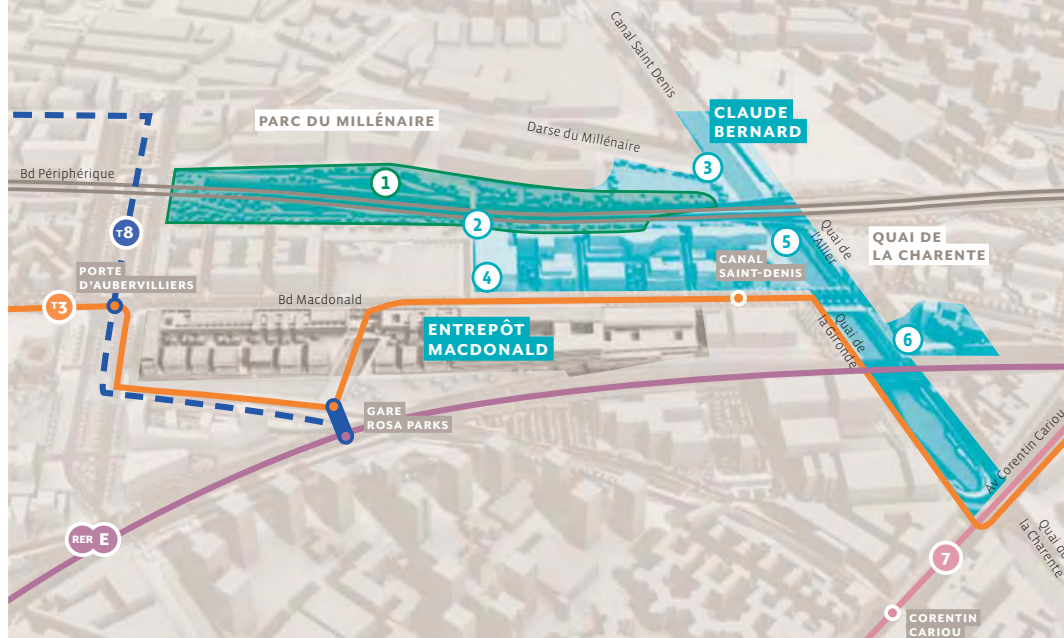 Canal Saint Denis
CLAUDE
BERNARD
PARC DU MILLÉNAIRE
Darse du Millénaire
3
Bd Périphérique
1
2
T8
Quai de
l'Allier
5
QUAI DE
LA CHARENTE
CANAL
SAINT-DENIS
PORTE
D'AUBERVILLIERS
4
T3
Bd Macdonald
ENTREPÔT
MACDONALD
Quai de
la Gironde
6
GARE
ROSA PARKS
Av Corentin Cariou
RER E
Quai de
la Charente
7
CORENTIN
CARIOU